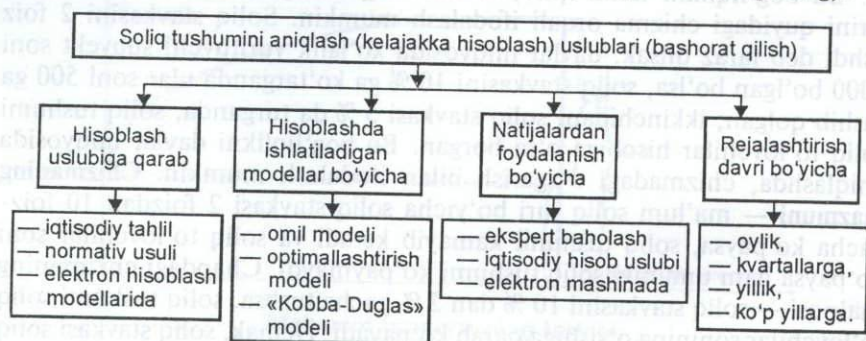 Soliq tushumini aniqlash (kelajakka hisoblash) uslublari (bashorat qilish)
Hisoblash
uslubiga qarab
Hisoblashda
ishlatiladigan
modellar bo'yicha
Natijalardan
foydalanish
bo'yicha
Rejalashtirish
davri bo'yicha
— iqtisodiy tahlil,
— normativ usuli
— elektron hisoblash
modellarida
— omil modeli
— optimallashtirish
modeli
— «Kobba-Duglas»
modeli
— ekspert baholash
— iqtisodiy hisob uslubi
— elektron mashinada
— oylik,
— kvartallarga,
— yillik,
— ko'p yillarga.